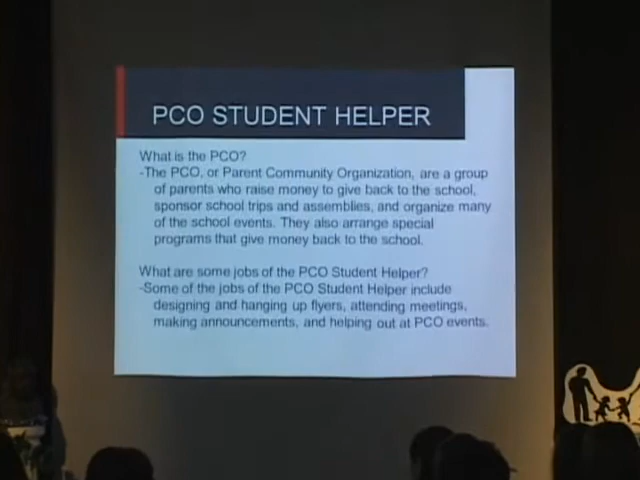 PCO STUDENT HELPER
What is the PCO?
-The PCO, or Parent Community Organization, are a group
of parents who raise money to give back to the school,
sponsor school trips and assemblies, and organize many
of the school events. They also arrange special
programs that give money back to the school.
What are some jobs of the PCO Student Helper?
-Some of the jobs of the PCO Student Helper include
designing and hanging up flyers, attending meetings,
making announcements, and helping out at PCO events.